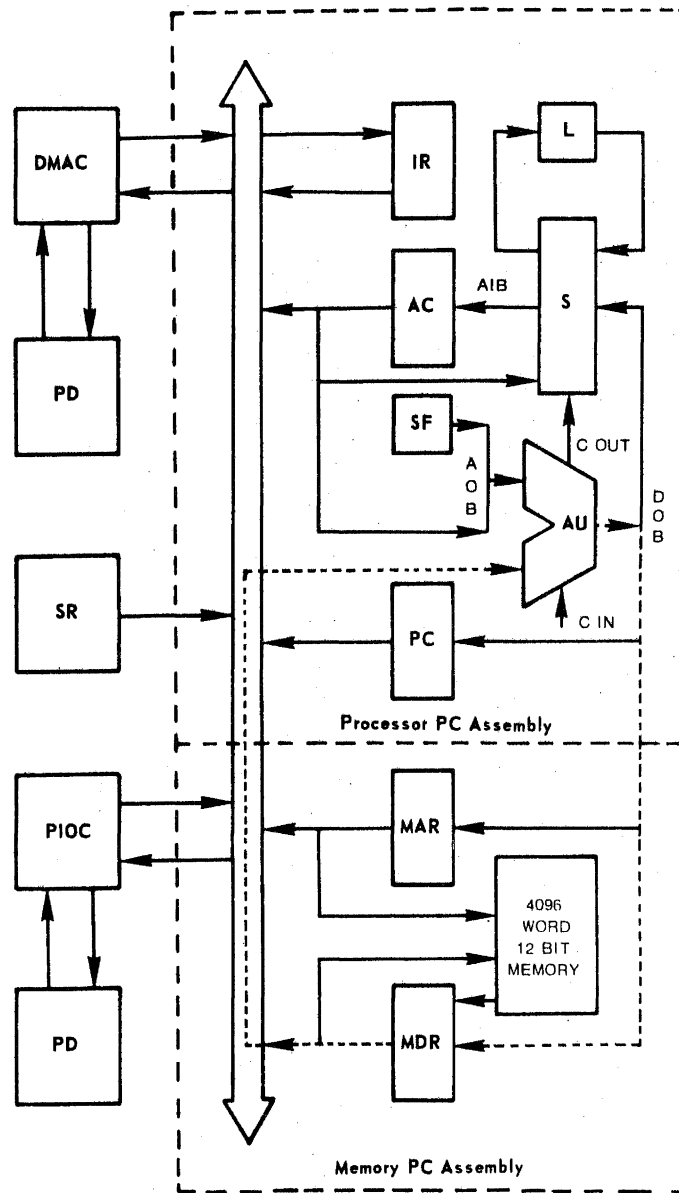 DMAC
IR
L
AIB
AC
S
PD
SF
A
O
B
C OUT
AU
D
O
B
SR
PC
C IN
Processor PC Assembly
PIOC
MAR
4096
WORD
12 BIT
MEMORY
PD
MDR
Memory PC Assembly